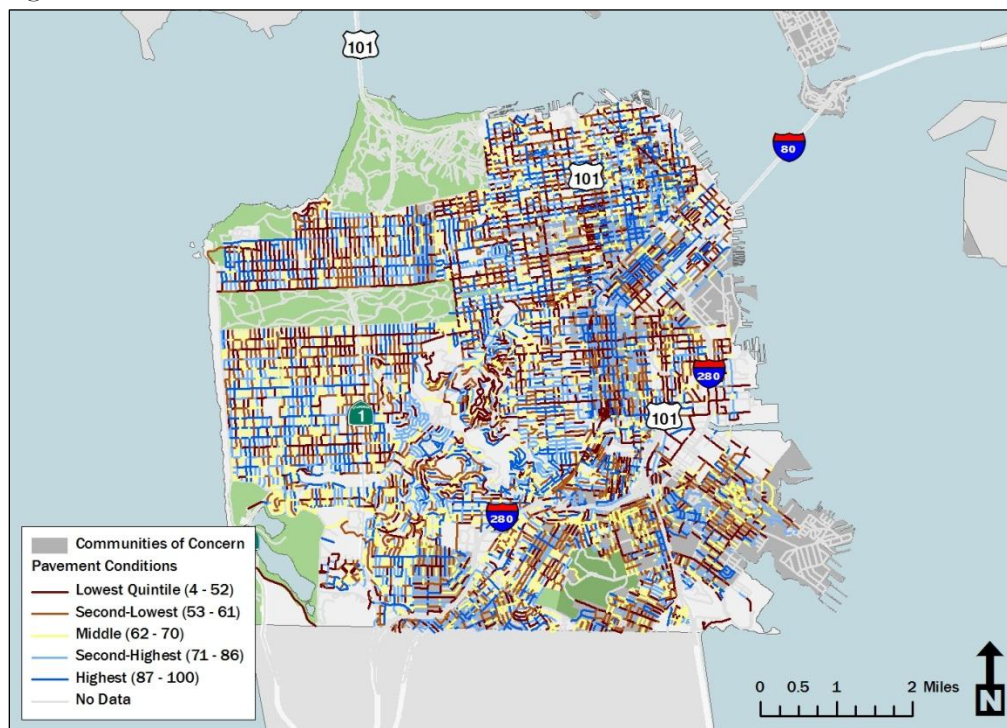 101
80
101
280
101
1
280
Communities of Concern
Pavement Conditions
Lowest Quintile (4 - 52)
Second-Lowest (53 - 61)
Middle (62 - 70)
Second-Highest (71 - 86)
Highest (87 - 100)
No Data
0 0.5 1 2 Miles
N